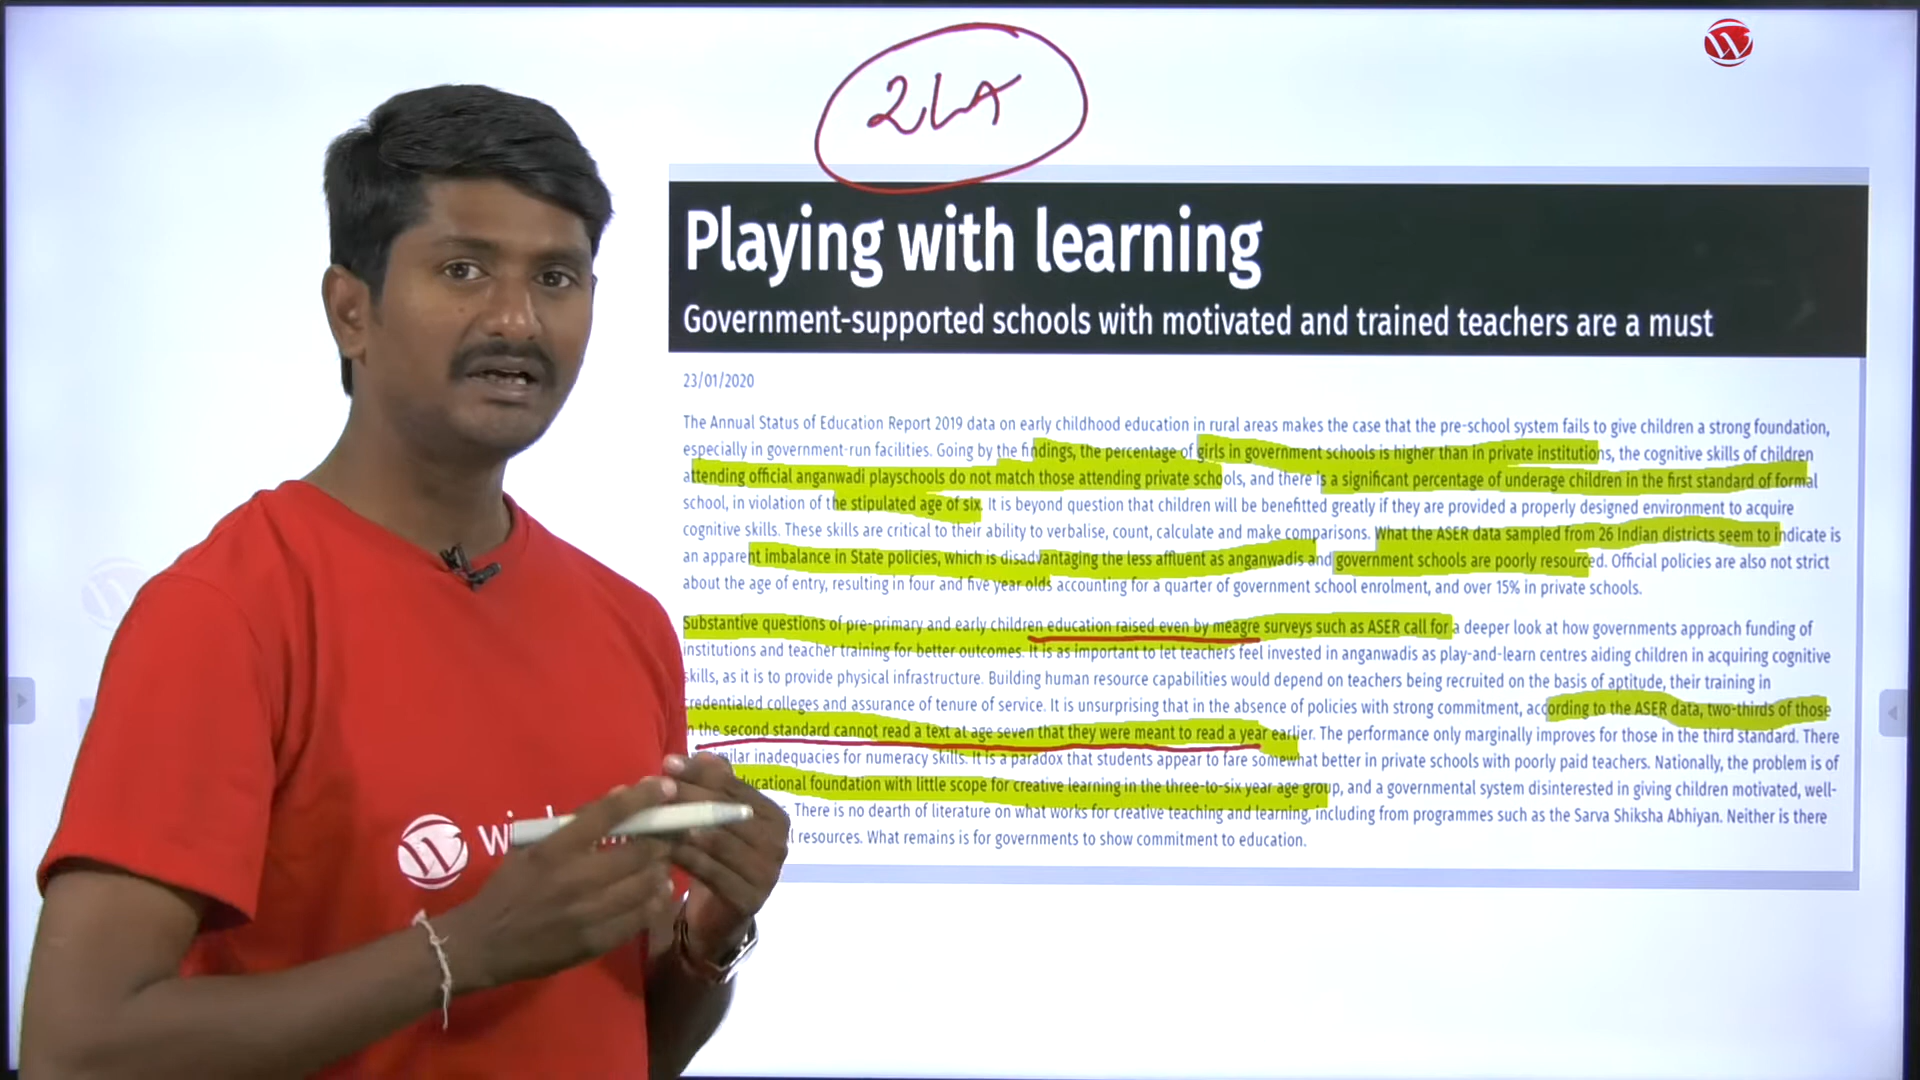 2LA
Playing with learning
Government-supported schools with motivated and trained teachers are a must
23/01/2020
The Annual Status of Education Report 2019 data on early childhood education in rural areas makes the case that the pre-school system fails to give children a strong foundation,
especially in government-run facilities. Going by the findings, the percentage of girls in government schools is higher than in private institutions, the cognitive skills of children
attending official anganwadi playschools do not match those attending private schools, and there is a significant percentage of underage children in the first standard of formal
school, in violation of the stipulated age of six. It is beyond question that children will be benefitted greatly if they are provided a properly designed environment to acquire
cognitive skills. These skills are critical to their ability to verbalise, count, calculate and make comparisons. What the ASER data sampled from 26 Indian districts seem to indicate is
an apparent imbalance in State policies, which is disadvantaging the less affluent as anganwadis and government schools are poorly resourced. Official policies are also not strict
about the age of entry, resulting in four and five year olds accounting for a quarter of government school enrolment, and over 15% in private schools.
Substantive questions of pre-primary and early children education raised even by meagre surveys such as ASER call for a deeper look at how governments approach funding of
institutions and teacher training for better outcomes. It is as important to let teachers feel invested in anganwadis as play-and-learn centres aiding children in acquiring cognitive
skills, as it is to provide physical infrastructure. Building human resource capabilities would depend on teachers being recruited on the basis of aptitude, their training in
credentialed colleges and assurance of tenure of service. It is unsurprising that in the absence of policies with strong commitment, according to the ASER data, two-thirds of those
in the second standard cannot read a text at age seven that they were meant to read a year earlier. The performance only marginally improves for those in the third standard. There
inadequacies for numeracy skills. It is a paradox that students appear to fare somewhat better in private schools with poorly paid teachers. Nationally, the problem is of
foundation with little scope for creative learning in the three-to-six year age group, and a governmental system disinterested in giving children motivated, well-
There is no dearth of literature on what works for creative teaching and learning, including from programmes such as the Sarva Shiksha Abhiyan. Neither is there
resources. What remains is for governments to show commitment to education.